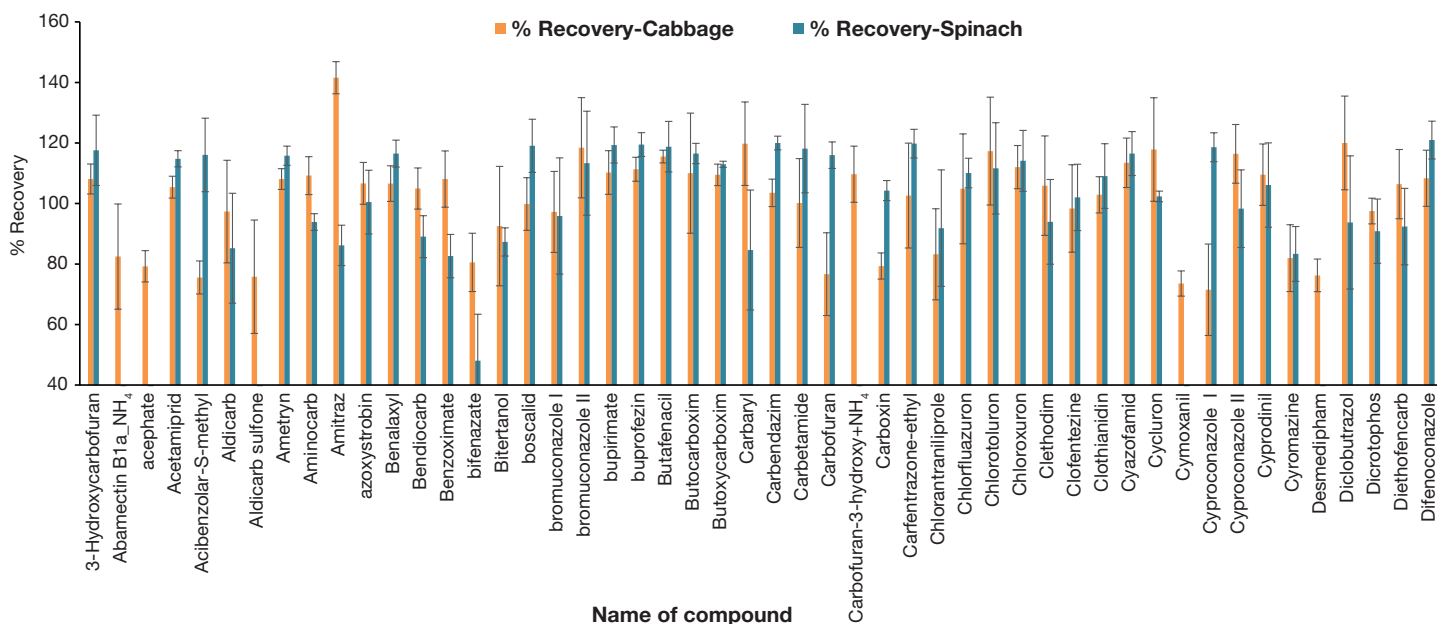 % Recovery-Cabbage
% Recovery-Spinach
% Recovery
160
140
120
100
80
60
40
3-Hydroxycarbofuran
Abamectin B1a_NH4
acephate
Acetamiprid
Acibenzolar-S-methyl
Aldicarb
Aldicarb sulfone
Ametryn
Aminocarb
Amitraz
azoxystrobin
Benalaxyl
Bendiocarb
Benzoximate
bifenazate
Bitertanol
boscalid
bromuconazole I
bromuconazole II
bupirimate
buprofezin
Butafenacil
Butocarboxim
Butoxycarboxim
Carbaryl
Carbendazim
Carbetamide
Carbofuran
Carbofuran-3-hydroxy+NH4
Carboxin
Carfentrazone-ethyl
Chlorantraniliprole
Chlorfluazuron
Chlorotoluron
Chloroxuron
Clethodim
Clofentezine
Clothianidin
Cyazofamid
Cycluron
Cymoxanil
Cyproconazole I
Cyproconazole II
Cyprodinil
Cyromazine
Desmedipham
Diclobutrazol
Dicrotophos
Diethofencarb
Difenoconazole
Name of compound